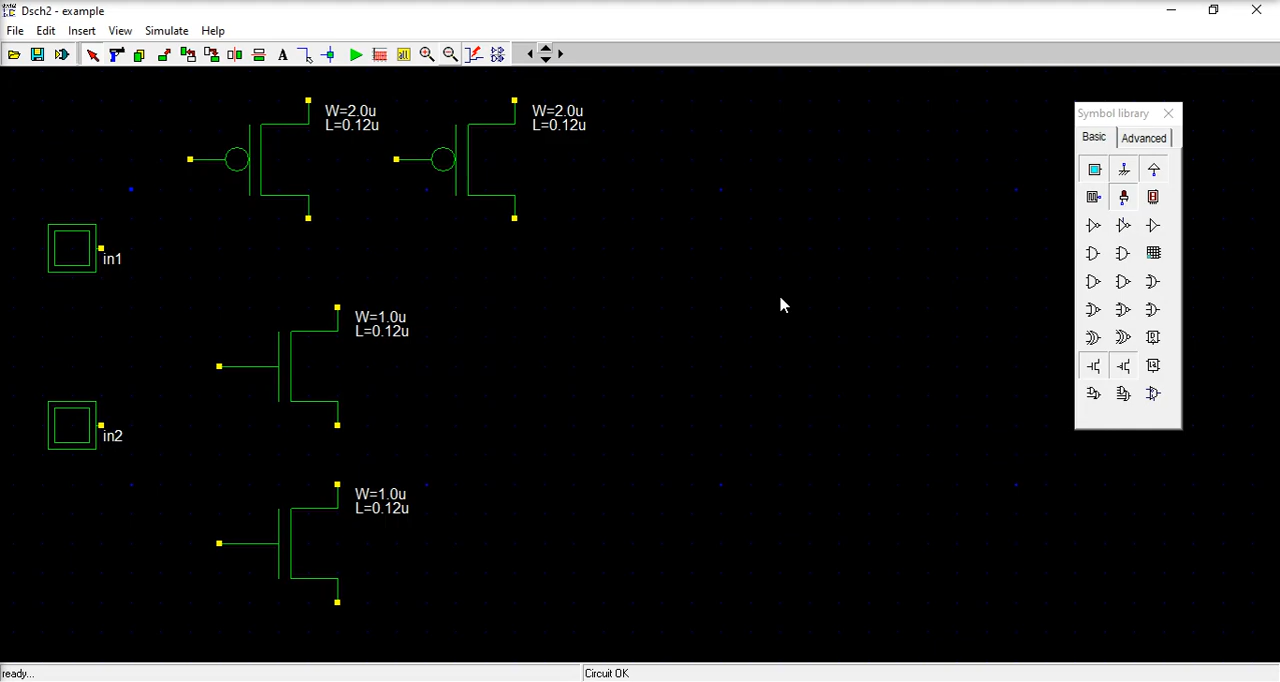 Dsch2 - example
File Edit Insert View Simulate Help
A all
W=2.0u
L=0.12u
W=2.0u
L=0.12u
Symbol library
Basic Advanced
in1
W=1.0u
L=0.12u
in2
W=1.0u
L=0.12u
ready...
Circuit OK